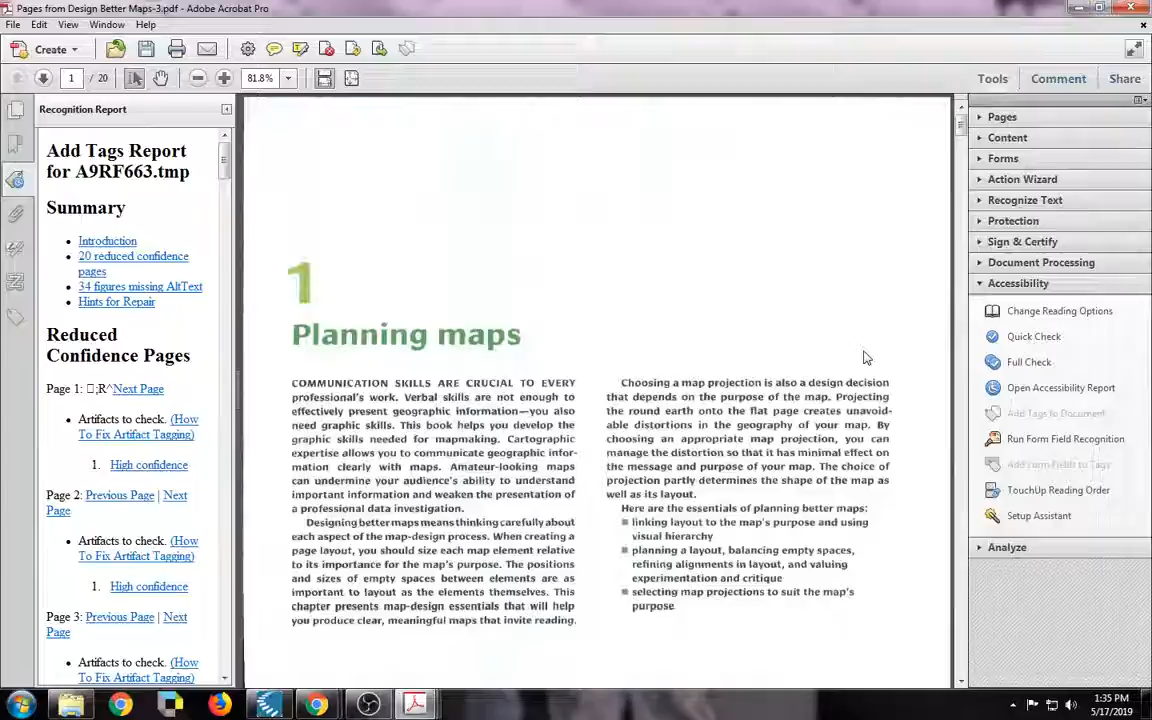 Pages from Design Better Maps-3.pdf - Adobe Acrobat Pro
File Edit View Window Help
Create
1 / 20 81.8% Tools Comment Share
Recognition Report
Add Tags Report
for A9RF663.tmp
Summary
Introduction
20 reduced confidence
pages
34 figures missing AltText
Hints for Repair
Reduced
Confidence Pages
Page 1: □;R^Next Page
Artifacts to check. (How
To Fix Artifact Tagging)
1. High confidence
Page 2: Previous Page | Next
Page
Artifacts to check. (How
To Fix Artifact Tagging)
1. High confidence
Page 3: Previous Page | Next
Page
Artifacts to check. (How
To Fix Artifact Tagging)
1
Planning maps
COMMUNICATION SKILLS ARE CRUCIAL TO EVERY
professional's work. Verbal skills are not enough to
effectively present geographic information—you also
need graphic skills. This book helps you develop the
graphic skills needed for mapmaking. Cartographic
expertise allows you to communicate geographic infor-
mation clearly with maps. Amateur-looking maps
can undermine your audience's ability to understand
important information and weaken the presentation of
a professional data investigation.
Designing better maps means thinking carefully about
each aspect of the map-design process. When creating a
page layout, you should size each map element relative
to its importance for the map's purpose. The positions
and sizes of empty spaces between elements are as
important to layout as the elements themselves. This
chapter presents map-design essentials that will help
you produce clear, meaningful maps that invite reading.
Choosing a map projection is also a design decision
that depends on the purpose of the map. Projecting
the round earth onto the flat page creates unavoid-
able distortions in the geography of your map. By
choosing an appropriate map projection, you can
manage the distortion so that it has minimal effect on
the message and purpose of your map. The choice of
projection partly determines the shape of the map as
well as its layout.
Here are the essentials of planning better maps:
linking layout to the map's purpose and using
visual hierarchy
planning a layout, balancing empty spaces,
refining alignments in layout, and valuing
experimentation and critique
selecting map projections to suit the map's
purpose
Pages
Content
Forms
Action Wizard
Recognize Text
Protection
Sign & Certify
Document Processing
Accessibility
Change Reading Options
Quick Check
Full Check
Open Accessibility Report
Add Tags to Document
Run Form Field Recognition
Add Form Fields to Tags
TouchUp Reading Order
Setup Assistant
Analyze
1:35 PM
5/17/2019